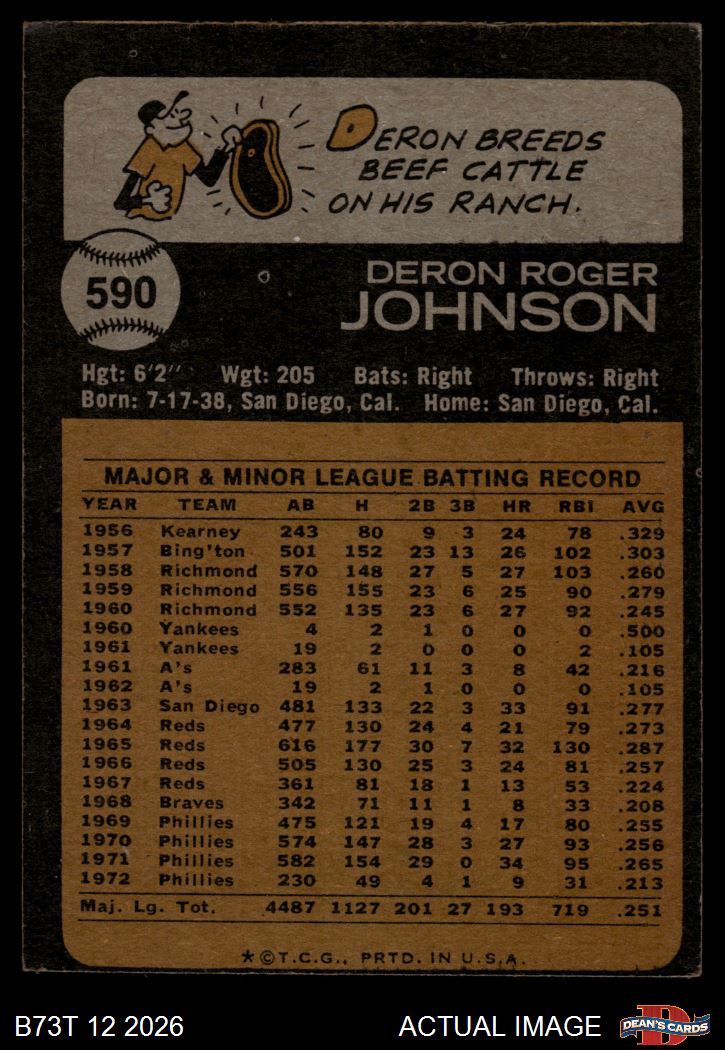 DERON BREEDS
BEEF CATTLE
ON HIS RANCH.
590
DERON ROGER
JOHNSON
Hgt: 6'2" Wgt: 205 Bats: Right Throws: Right
Born: 7-17-38, San Diego, Cal. Home: San Diego, Cal.
MAJOR & MINOR LEAGUE BATTING RECORD
YEAR TEAM AB H 2B 3B HR RBI AVG
1956 Kearney 243 80 9 3 24 78 .329
1957 Bing'ton 501 152 23 13 26 102 .303
1958 Richmond 570 148 27 5 27 103 .260
1959 Richmond 556 155 23 6 25 90 .279
1960 Richmond 552 135 23 6 27 92 .245
1960 Yankees 4 2 1 0 0 0 .500
1961 Yankees 19 2 0 0 0 2 .105
1961 A's 283 61 11 3 8 42 .216
1962 A's 19 2 1 0 0 0 .105
1963 San Diego 481 133 22 3 33 91 .277
1964 Reds 477 130 24 4 21 79 .273
1965 Reds 616 177 30 7 32 130 .287
1966 Reds 505 130 25 3 24 81 .257
1967 Reds 361 81 18 1 13 53 .224
1968 Braves 342 71 11 1 8 33 .208
1969 Phillies 475 121 19 4 17 80 .255
1970 Phillies 574 147 28 3 27 93 .256
1971 Phillies 582 154 29 0 34 95 .265
1972 Phillies 230 49 4 1 9 31 .213
Maj. Lg. Tot. 4487 1127 201 27 193 719 .251
*©T.C.G., PRTD. IN U.S.A.
B73T 12 2026 ACTUAL IMAGE D DEAN'S CARDS